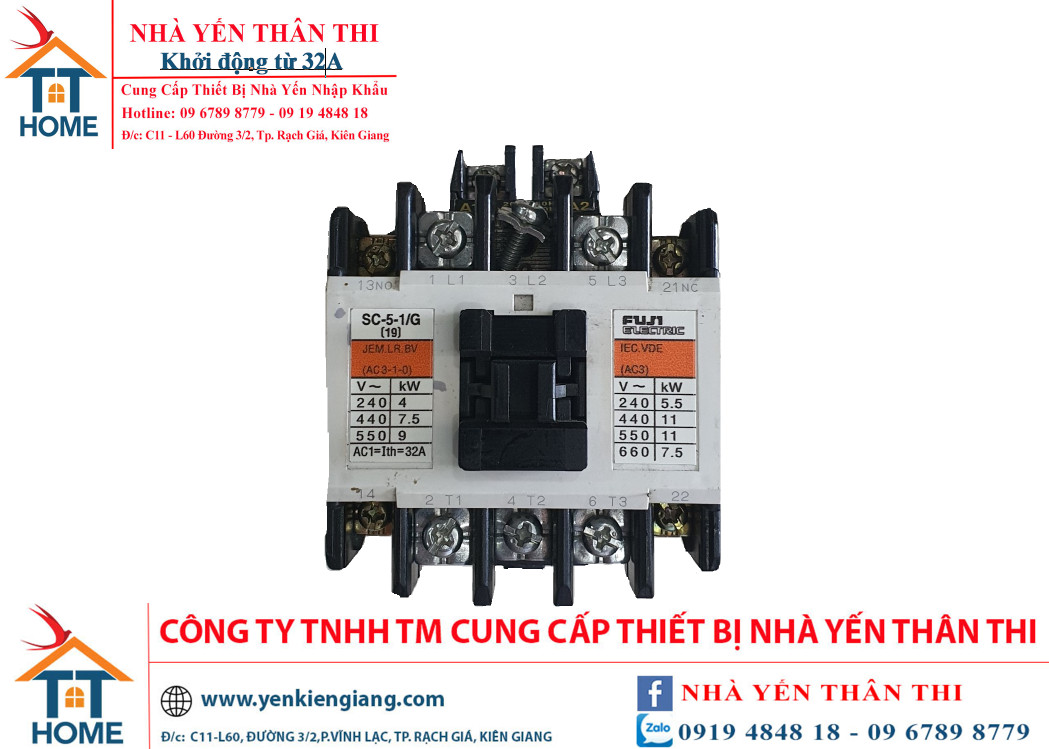 NHÀ YẾN THÂN THI
Khởi động từ 32A
Cung Cấp Thiết Bị Nhà Yến Nhập Khẩu
Hotline: 09 6789 8779 - 09 19 4848 18
Đ/c: C11 - L60 Đường 3/2, Tp. Rạch Giá, Kiên Giang
TT
HOME
A2
13NO 1 L1 3 L2 5 L3 21NC
SC-5-1/G
[19]
JEM.LR.BV
(AC3-1-0)
V ~ kW
240 4
440 7.5
550 9
AC1=Ith=32A
FUJI
ELECTRIC
IEC.VDE
(AC3)
V ~ kW
240 5.5
440 11
550 11
660 7.5
14 2 T1 4 T2 6 T3 22
TT
HOME
CÔNG TY TNHH TM CUNG CẤP THIẾT BỊ NHÀ YẾN THÂN THI
www.yenkiengiang.com
Đ/c: C11-L60, ĐƯỜNG 3/2,P.VĨNH LẠC, TP. RẠCH GIÁ, KIÊN GIANG
f NHÀ YẾN THÂN THI
Zalo 0919 4848 18 - 09 6789 8779